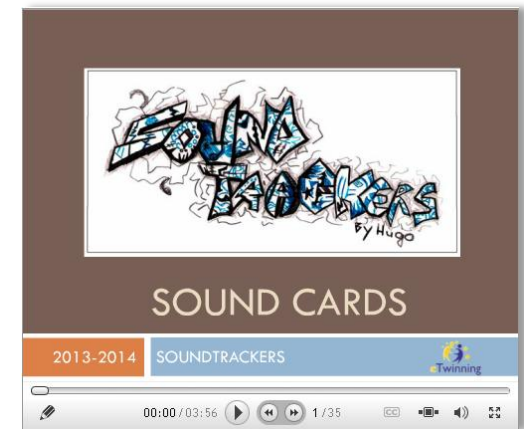 SOUND
TRACKERS
By Hugo
SOUND CARDS
2013-2014 SOUNDTRACKERS
eTwinning
00:00 / 03:56 1 / 35 CC